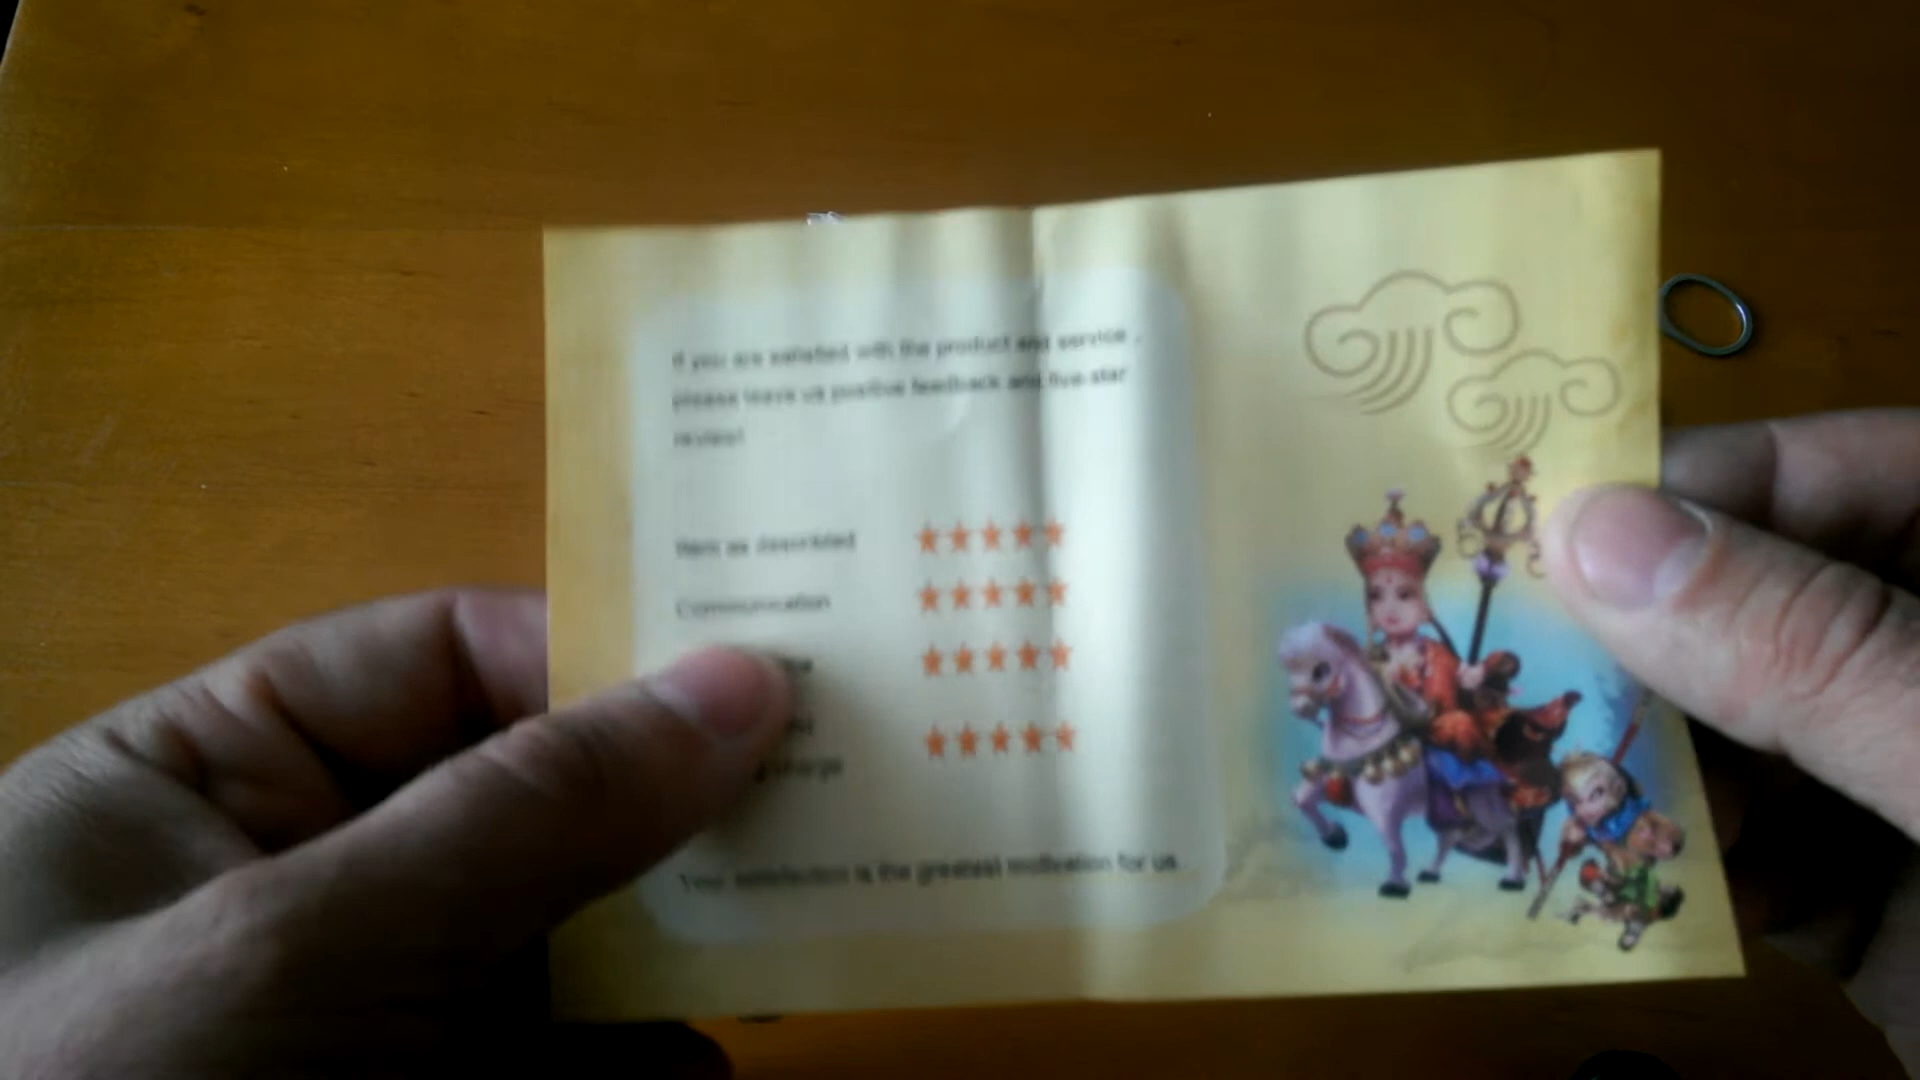 If you are satisfied with the product and service ,
please leave us positive feedback and five-star
review!
Item as described
Communication
Your satisfaction is the greatest motivation for us